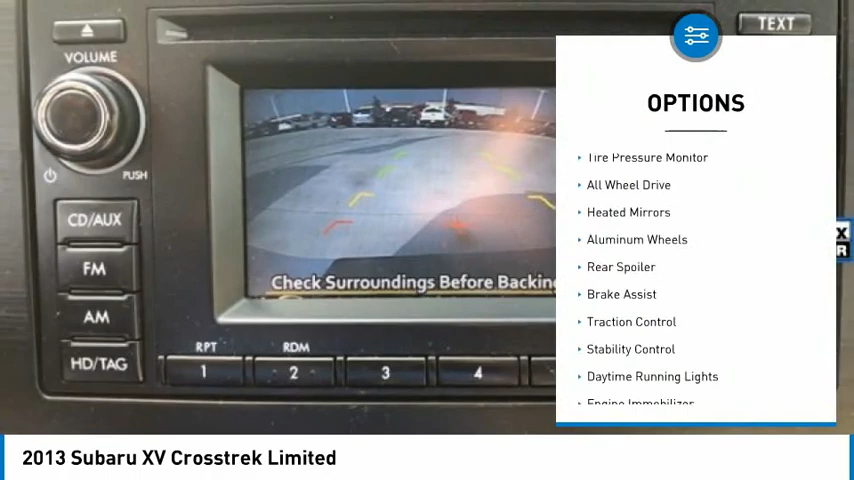 VOLUME
PUSH
CD/AUX
FM
AM
HD/TAG
RPT
RDM
1
2
3
4
Check Surroundings Before Backing
TEXT
OPTIONS
Tire Pressure Monitor
All Wheel Drive
Heated Mirrors
Aluminum Wheels
Rear Spoiler
Brake Assist
Traction Control
Stability Control
Daytime Running Lights
Engine Immobilizer
X
R
2013 Subaru XV Crosstrek Limited